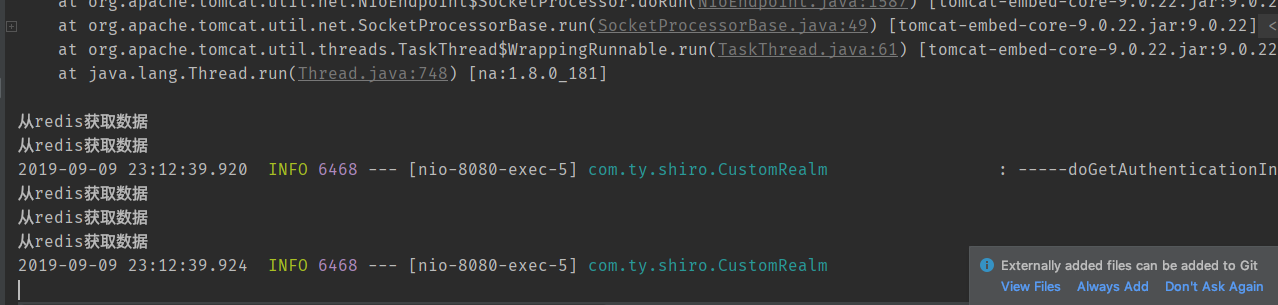 at org.apache.tomcat.util.net.NioEndpoint$SocketProcessor.doRun(NioEndpoint.java:1587) [tomcat-embed-core-9.0.22.jar:9.0.2
at org.apache.tomcat.util.net.SocketProcessorBase.run(SocketProcessorBase.java:49) [tomcat-embed-core-9.0.22.jar:9.0.22] <
at org.apache.tomcat.util.threads.TaskThread$WrappingRunnable.run(TaskThread.java:61) [tomcat-embed-core-9.0.22.jar:9.0.22
at java.lang.Thread.run(Thread.java:748) [na:1.8.0_181]
从redis获取数据
从redis获取数据
2019-09-09 23:12:39.920  INFO 6468 --- [nio-8080-exec-5] com.ty.shiro.CustomRealm                 : -----doGetAuthenticationIn
从redis获取数据
从redis获取数据
从redis获取数据
2019-09-09 23:12:39.924  INFO 6468 --- [nio-8080-exec-5] com.ty.shiro.CustomRealm
Externally added files can be added to Git
View Files  Always Add  Don't Ask Again